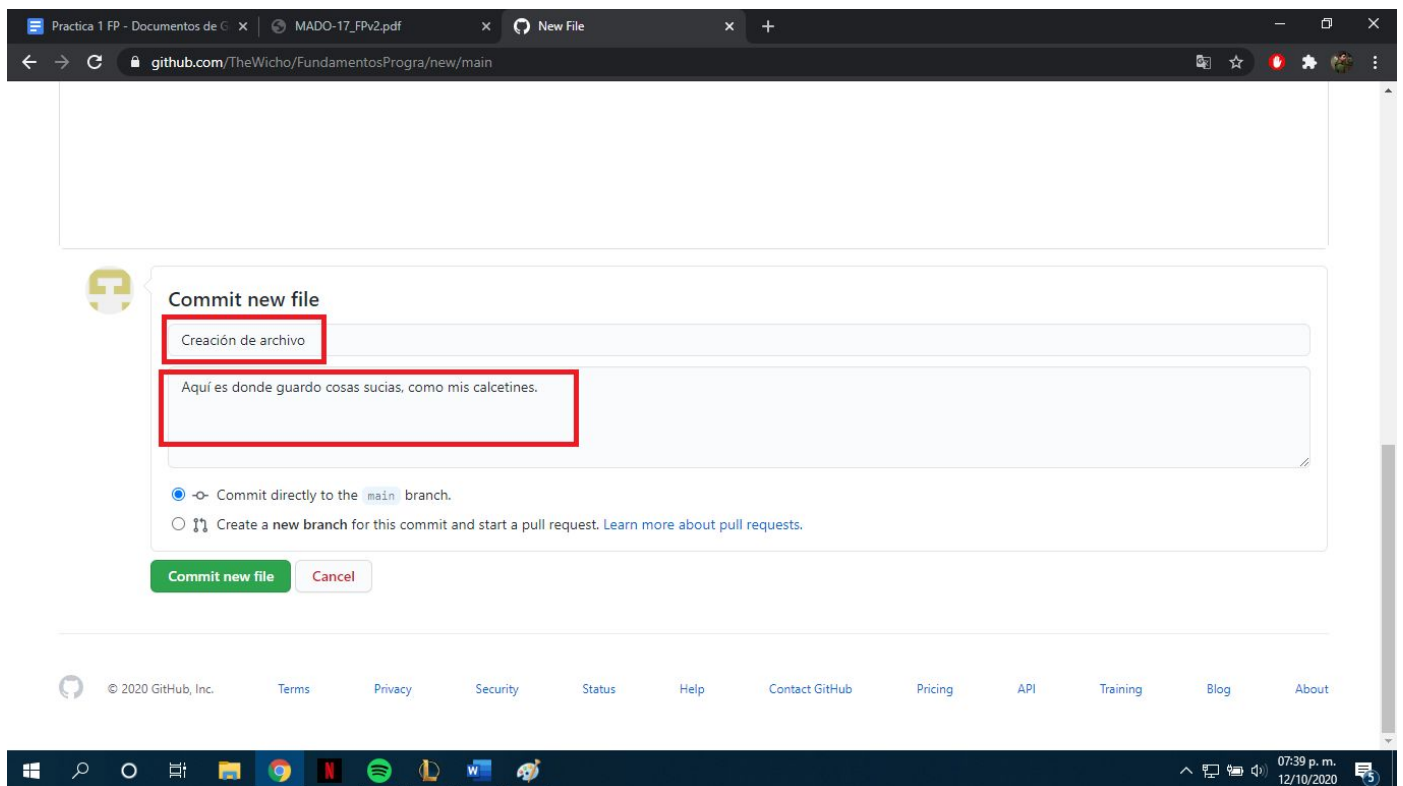 Practica 1 FP - Documentos de G
MADO-17_FPv2.pdf
New File
github.com/TheWicho/FundamentosProgra/new/main
Commit new file
Creación de archivo
Aquí es donde guardo cosas sucias, como mis calcetines.
Commit directly to the main branch.
Create a new branch for this commit and start a pull request. Learn more about pull requests.
Commit new file Cancel
© 2020 GitHub, Inc. Terms Privacy Security Status Help Contact GitHub Pricing API Training Blog About
07:39 p. m.
12/10/2020
5